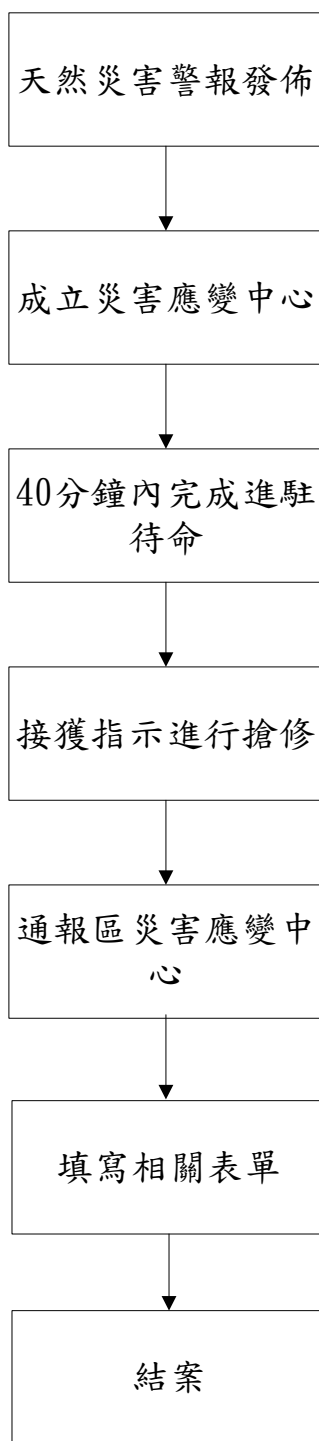 天然災害警報發佈
成立災害應變中心
40分鐘內完成進駐
待命
接獲指示進行搶修
通報區災害應變中
心
填寫相關表單
結案